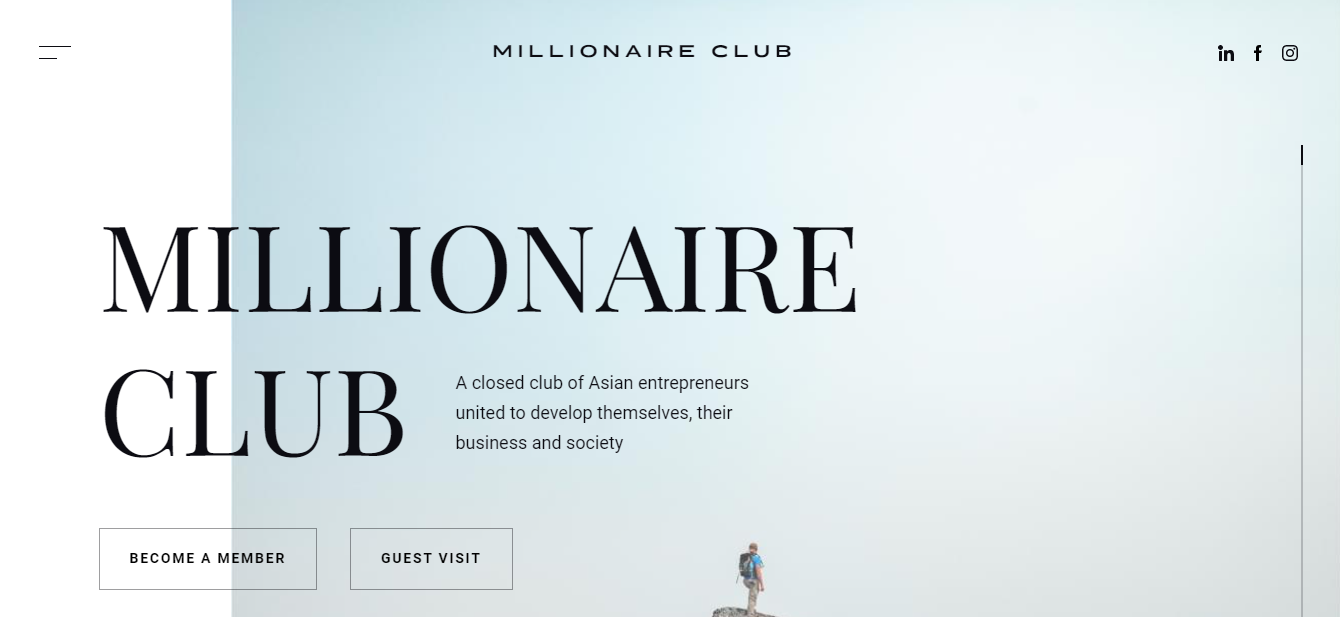 MILLIONAIRE CLUB
in f
MILLIONAIRE
CLUB
A closed club of Asian entrepreneurs
united to develop themselves, their
business and society
BECOME A MEMBER
GUEST VISIT